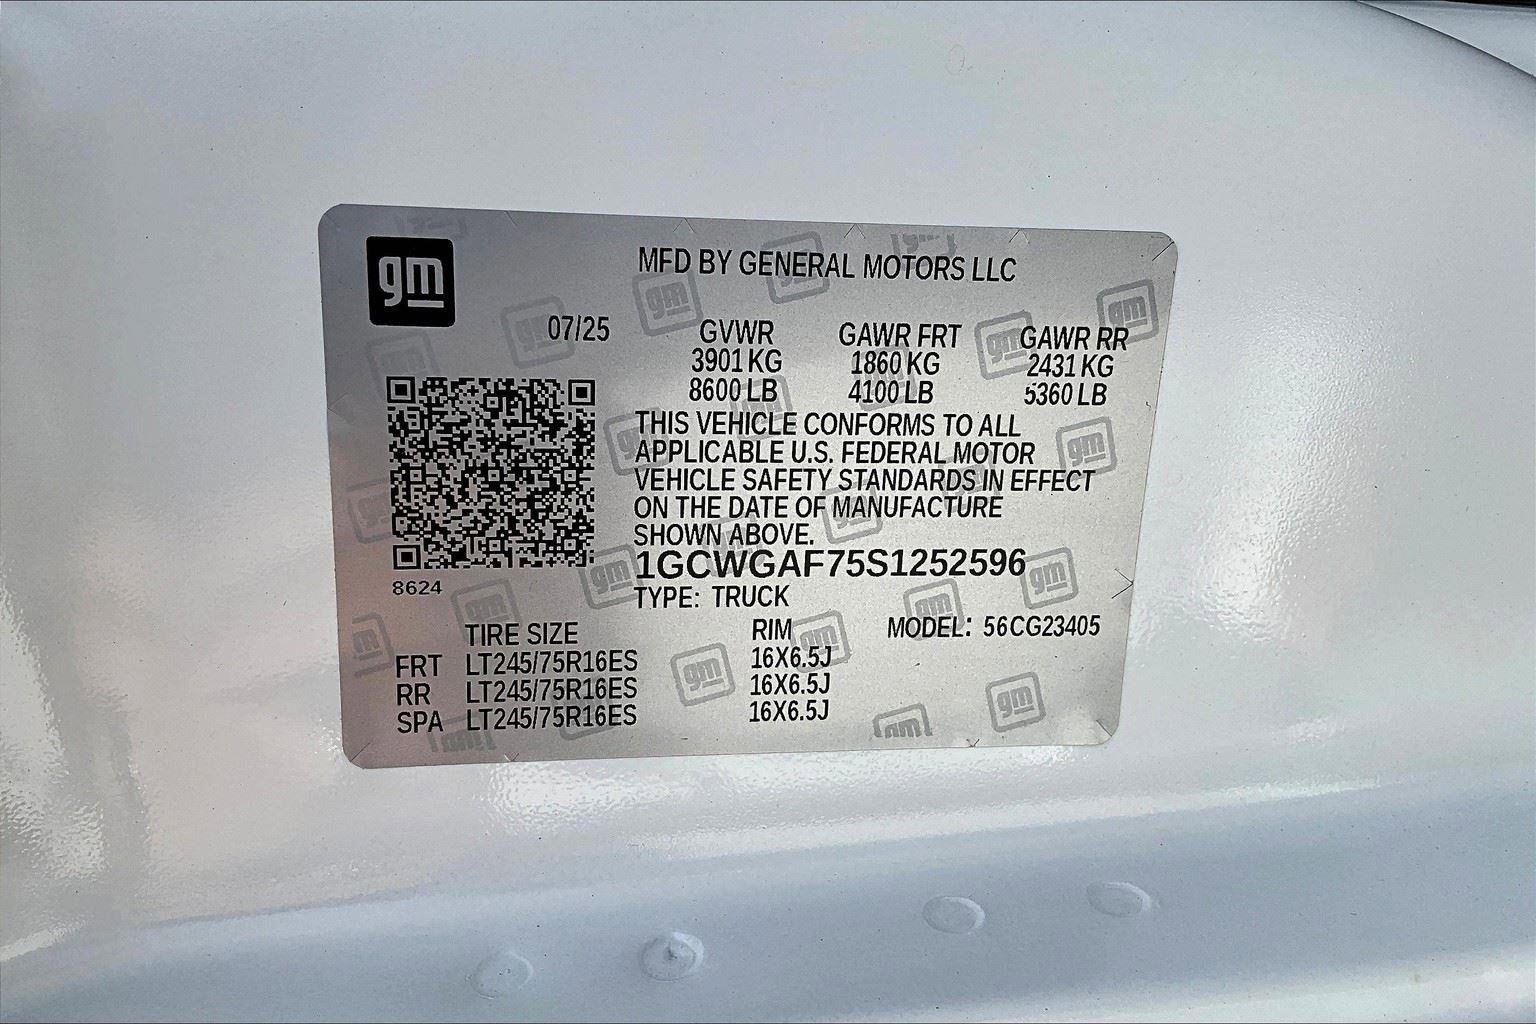 gm
MFD BY GENERAL MOTORS LLC
07/25 GVWR GAWR FRT GAWR RR
3901 KG 1860 KG 2431 KG
8600 LB 4100 LB 5360 LB
THIS VEHICLE CONFORMS TO ALL
APPLICABLE U.S. FEDERAL MOTOR
VEHICLE SAFETY STANDARDS IN EFFECT
ON THE DATE OF MANUFACTURE
SHOWN ABOVE.
1GCWGAF75S1252596
8624
TYPE: TRUCK
TIRE SIZE RIM MODEL: 56CG23405
FRT LT245/75R16ES 16X6.5J
RR LT245/75R16ES 16X6.5J
SPA LT245/75R16ES 16X6.5J